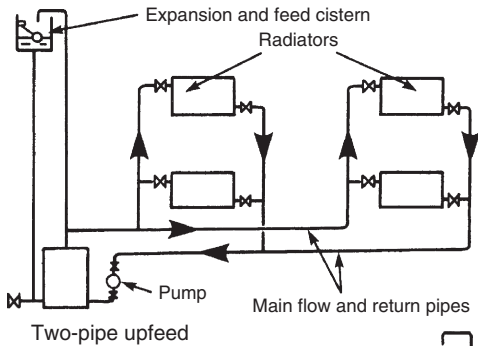 Expansion and feed cistern
Radiators
Pump
Main flow and return pipes
Two-pipe upfeed